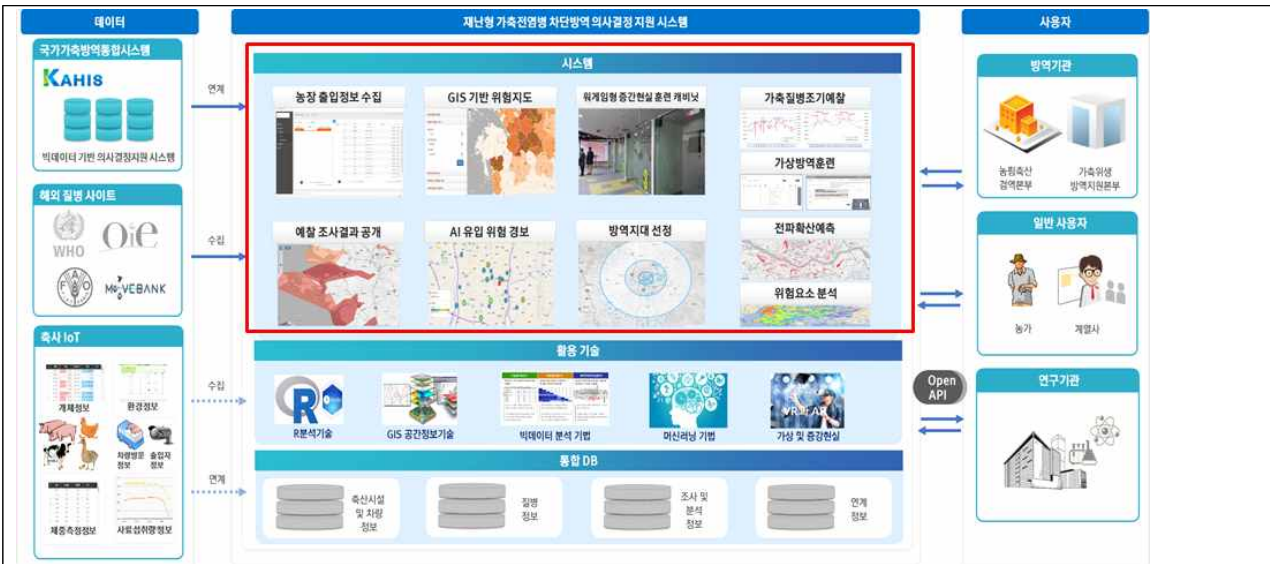 데이터
국가가축방역통합시스템
KAHIS
빅데이터 기반 의사결정지원 시스템
해외 질병 사이트
WHO
Oie
FAO
MOVEBANK
축사 IoT
개체정보
환경정보
차량방문
정보
출입자
정보
체중측정정보
사료섭취량정보
연계
수집
수집
연계
재난형 가축전염병 차단방역 의사결정 지원 시스템
시스템
농장 출입정보 수집
GIS 기반 위험지도
워게임형 증간현실 훈련 캐비닛
가축질병조기예찰
가상방역훈련
예찰 조사결과 공개
AI 유입 위험 경보
방역지대 선정
전파확산예측
위험요소 분석
활용 기술
R
R분석기술
GIS 공간정보기술
빅데이터 분석 기법
머신러닝 기법
VR과 AR
가상 및 증강현실
통합 DB
축산시설
및 차량
정보
질병
정보
조사 및
분석
정보
연계
정보
Open
API
사용자
방역기관
농림축산
검역본부
가축위생
방역지원본부
일반 사용자
농가
계열사
연구기관